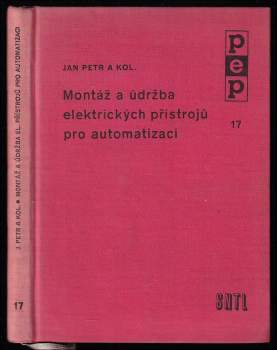 J. PETR A KOL. ■ MONTÁŽ A ÚDRŽBA EL. PŘÍSTROJŮ PRO AUTOMATIZACI
17
JAN PETR A KOL.
Montáž a údržba
elektrických přístrojů
pro automatizaci
pep
17
SNTL